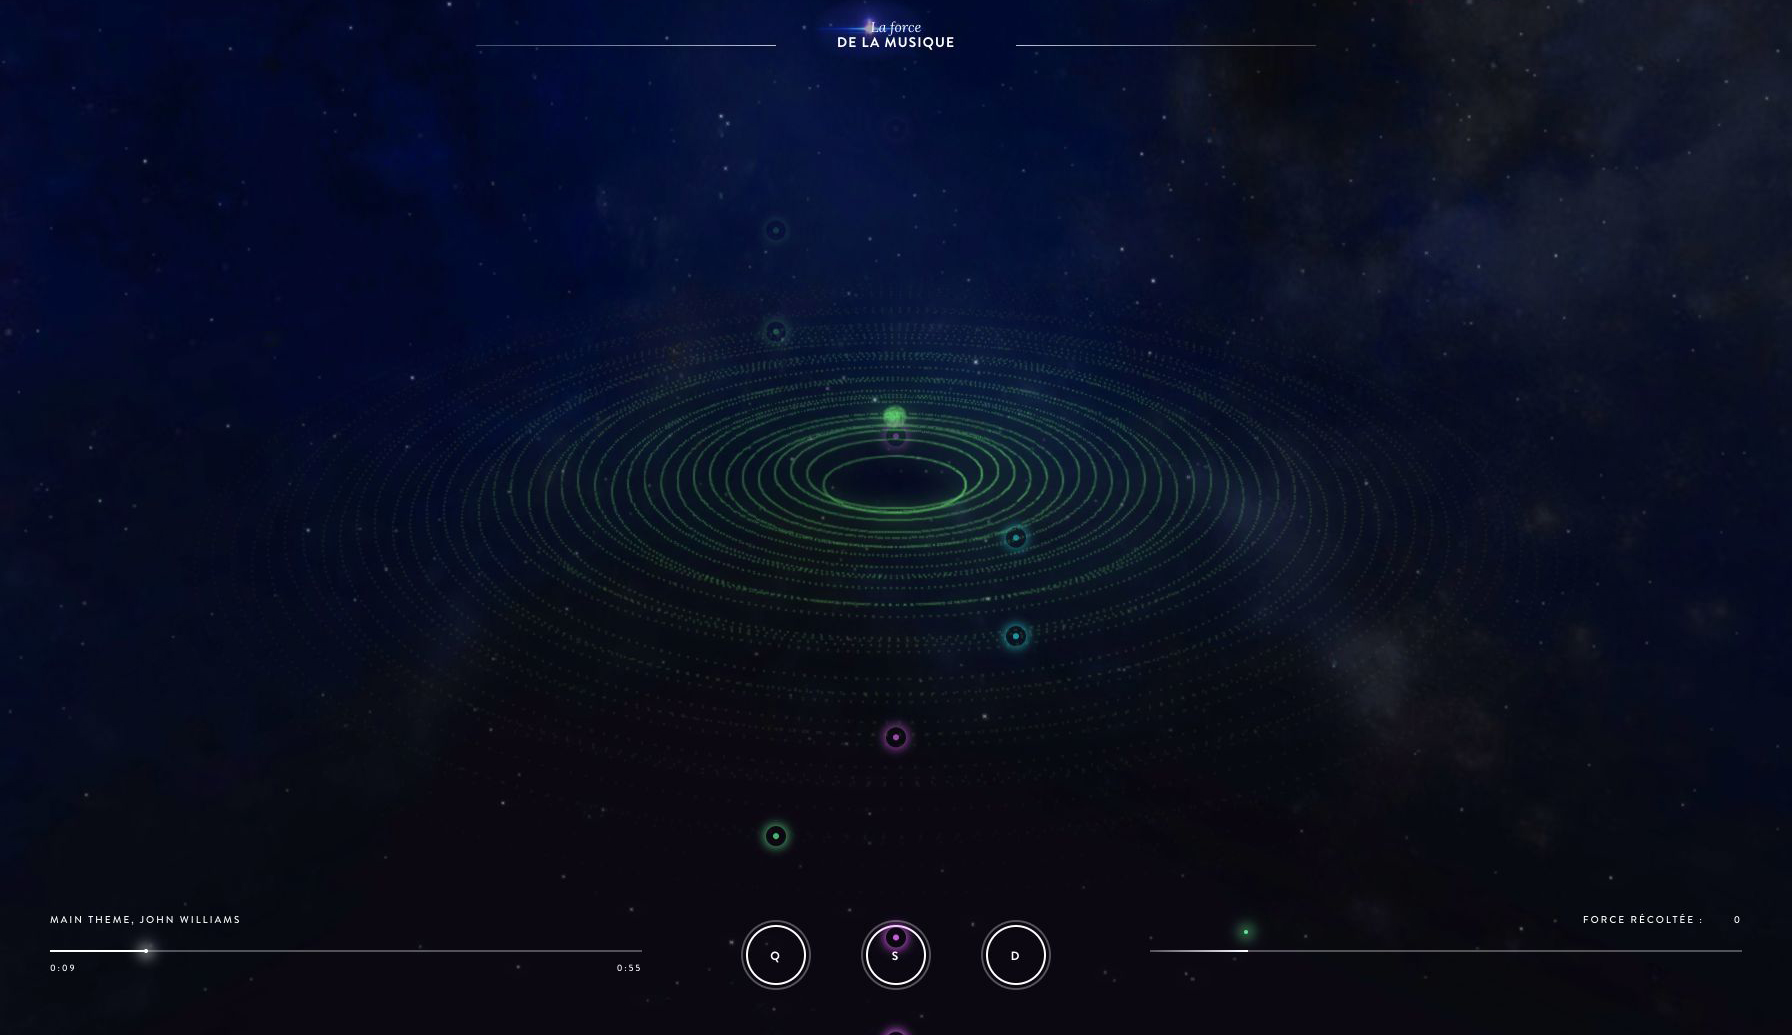 La force
DE LA MUSIQUE
MAIN THEME, JOHN WILLIAMS
0:09
0:55
Q
S
D
FORCE RÉCOLTÉE :
0